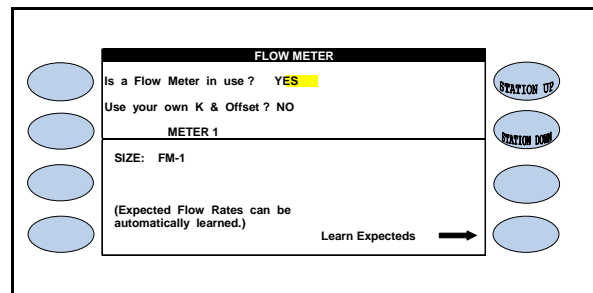 FLOW METER
Is a Flow Meter in use ? YES
STATION UP
Use your own K & Offset ? NO
METER 1
STATION DOWN
SIZE: FM-1
(Expected Flow Rates can be
automatically learned.)
Learn Expecteds